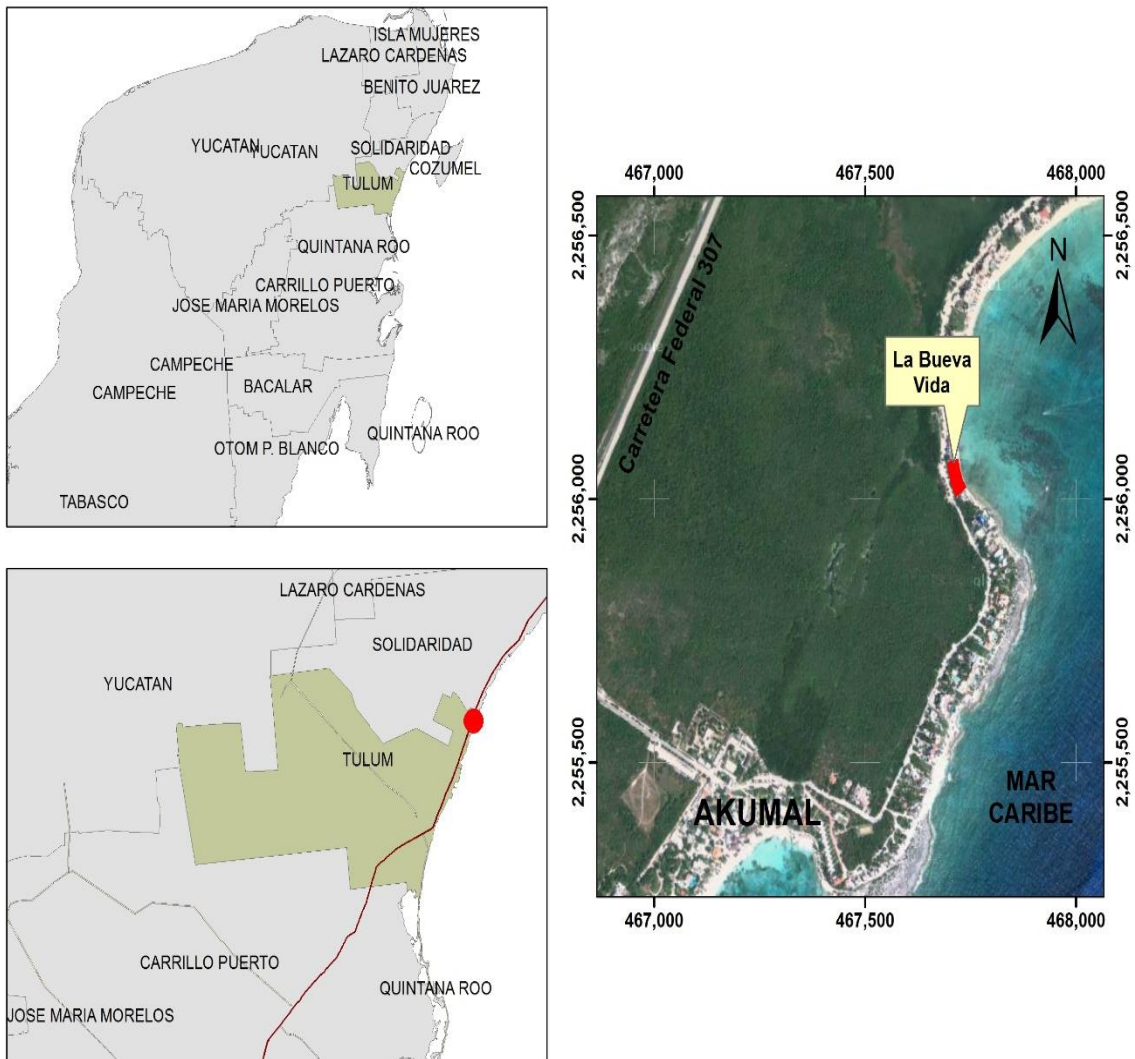 ISLA MUJERES
LAZARO CARDENAS
BENITO JUAREZ
YUCATAN
YUCATAN
SOLIDARIDAD
COZUMEL
TULUM
QUINTANA ROO
CARRILLO PUERTO
JOSE MARIA MORELOS
CAMPECHE
CAMPECHE
BACALAR
QUINTANA ROO
OTOM P. BLANCO
TABASCO
LAZARO CARDENAS
SOLIDARIDAD
YUCATAN
TULUM
CARRILLO PUERTO
QUINTANA ROO
JOSE MARIA MORELOS
467,000
467,500
468,000
2,256,500
2,256,500
N
Carretera Federal 307
La Bueva
Vida
2,256,000
2,256,000
2,255,500
2,255,500
AKUMAL
MAR
CARIBE
467,000
467,500
468,000